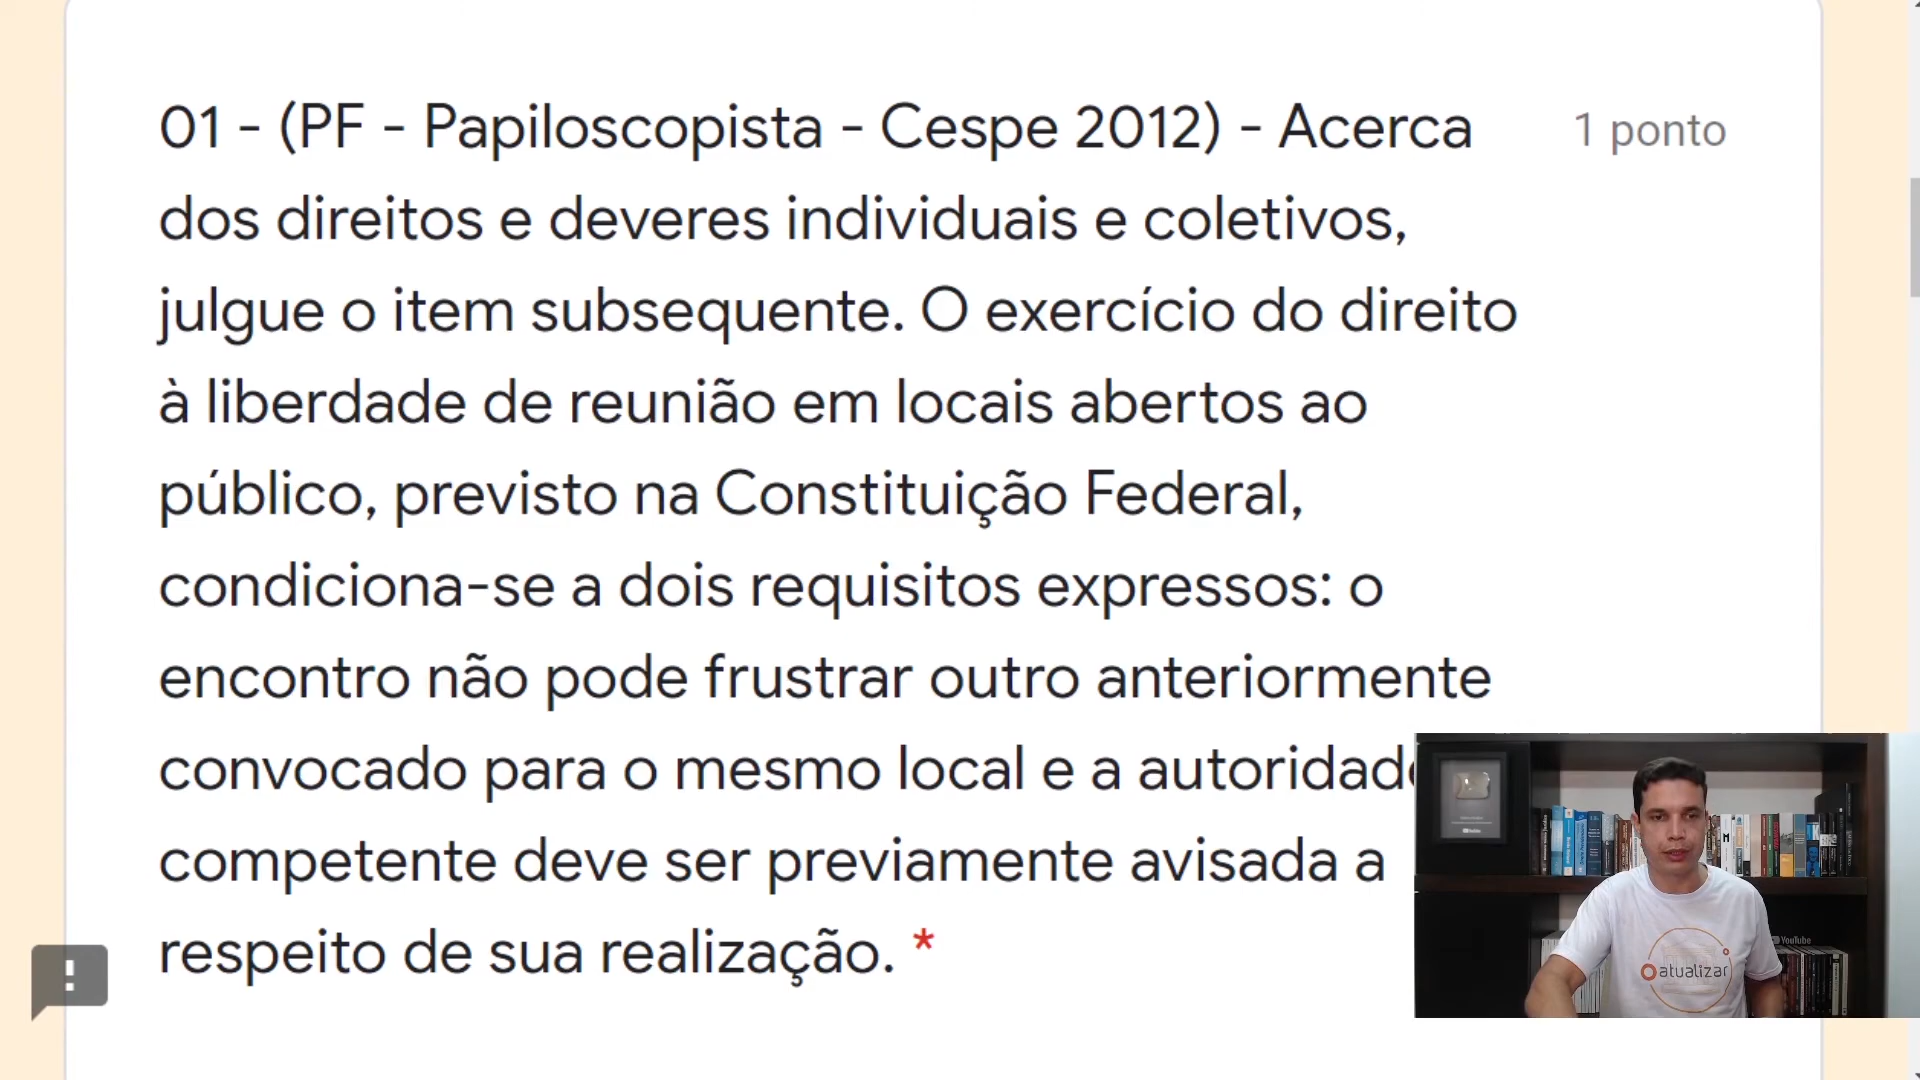 01 - (PF - Papiloscopista - Cespe 2012) - Acerca
1 ponto
dos direitos e deveres individuais e coletivos,
julgue o item subsequente. O exercício do direito
à liberdade de reunião em locais abertos ao
público, previsto na Constituição Federal,
condiciona-se a dois requisitos expressos: o
encontro não pode frustrar outro anteriormente
convocado para o mesmo local e a autoridade
competente deve ser previamente avisada a
respeito de sua realização. *
YouTube
atualizar